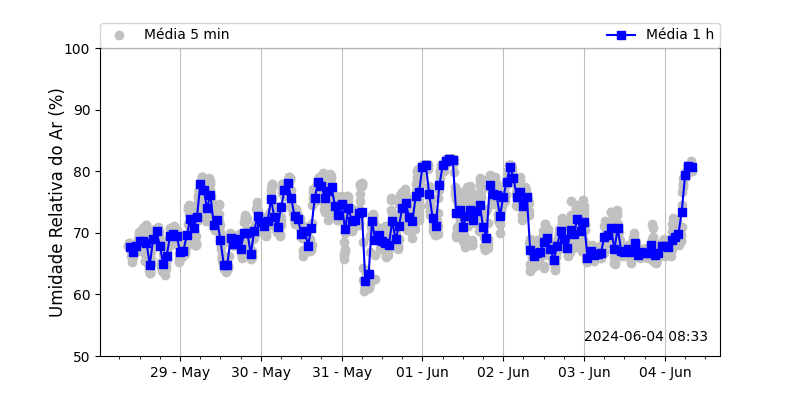 Média 5 min
Média 1 h
Umidade Relativa do Ar (%)
100
90
80
70
60
50
2024-06-04 08:33
29 - May
30 - May
31 - May
01 - Jun
02 - Jun
03 - Jun
04 - Jun